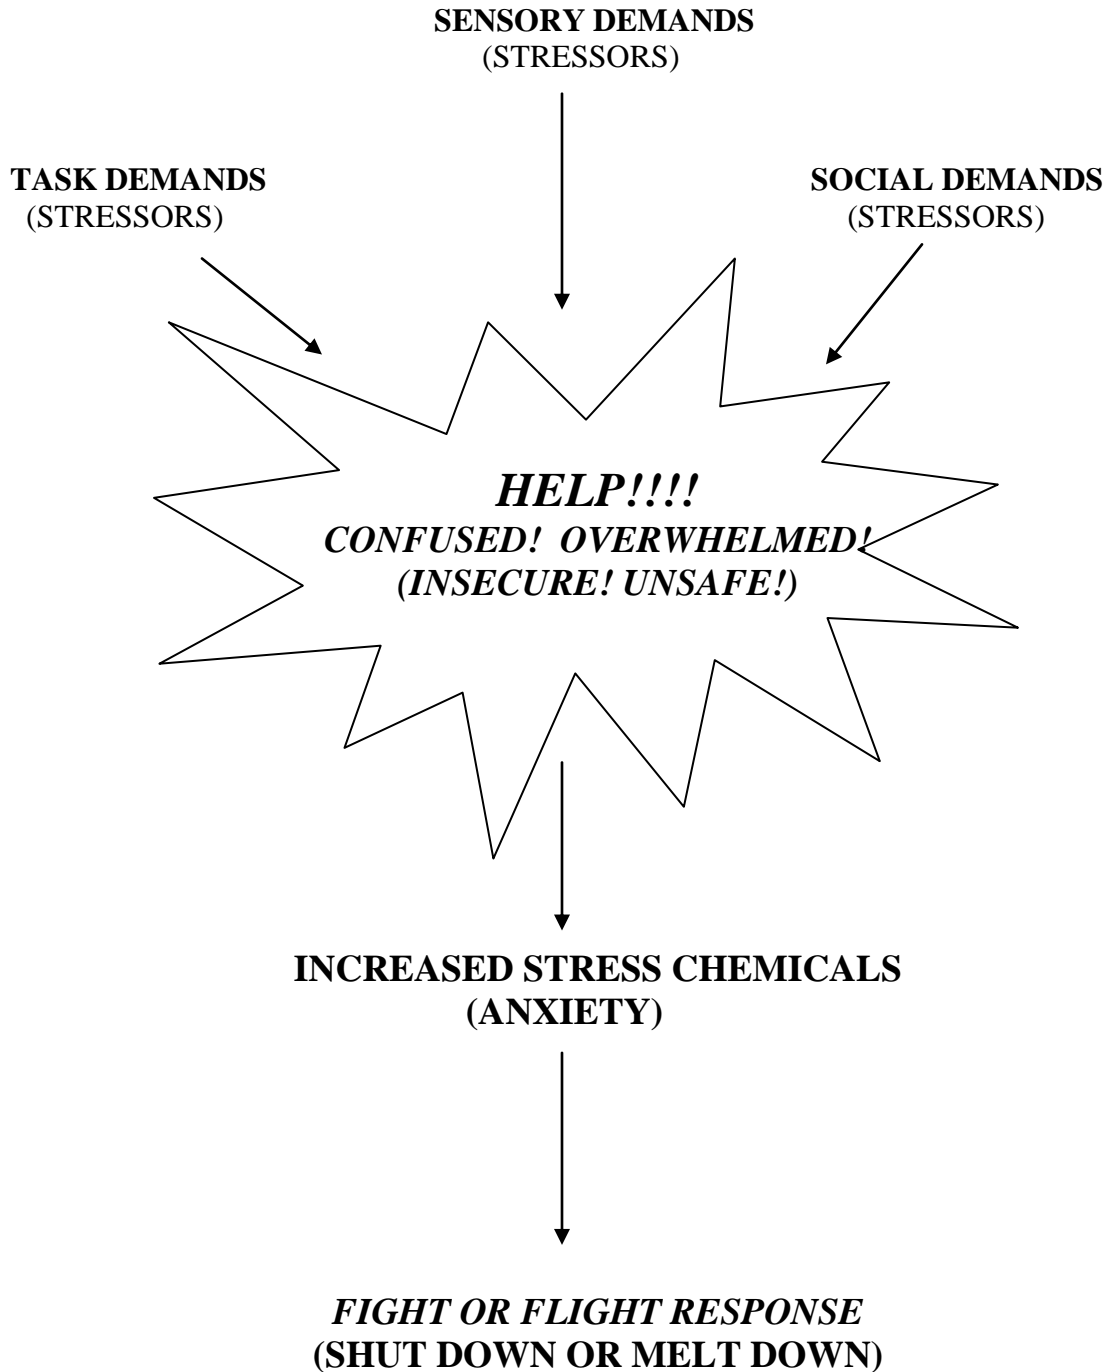 SENSORY DEMANDS
(STRESSORS)
TASK DEMANDS
(STRESSORS)
SOCIAL DEMANDS
(STRESSORS)
HELP!!!!
CONFUSED! OVERWHELMED!
(INSECURE! UNSAFE!)
INCREASED STRESS CHEMICALS
(ANXIETY)
FIGHT OR FLIGHT RESPONSE
(SHUT DOWN OR MELT DOWN)